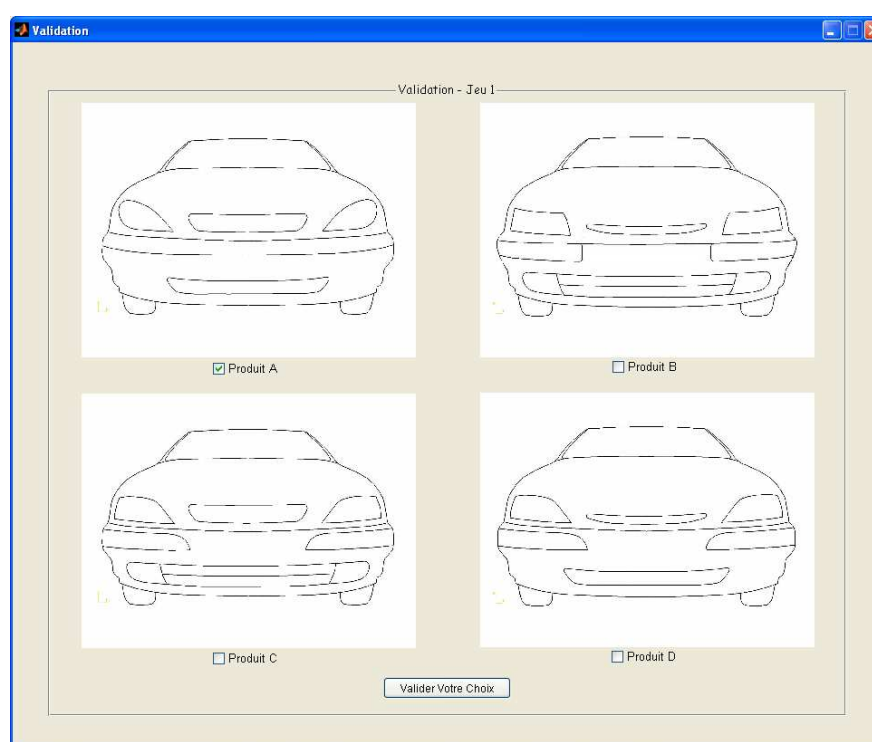 Validation
Validation - Jeu 1
Produit A
Produit B
Produit C
Produit D
Valider Votre Choix